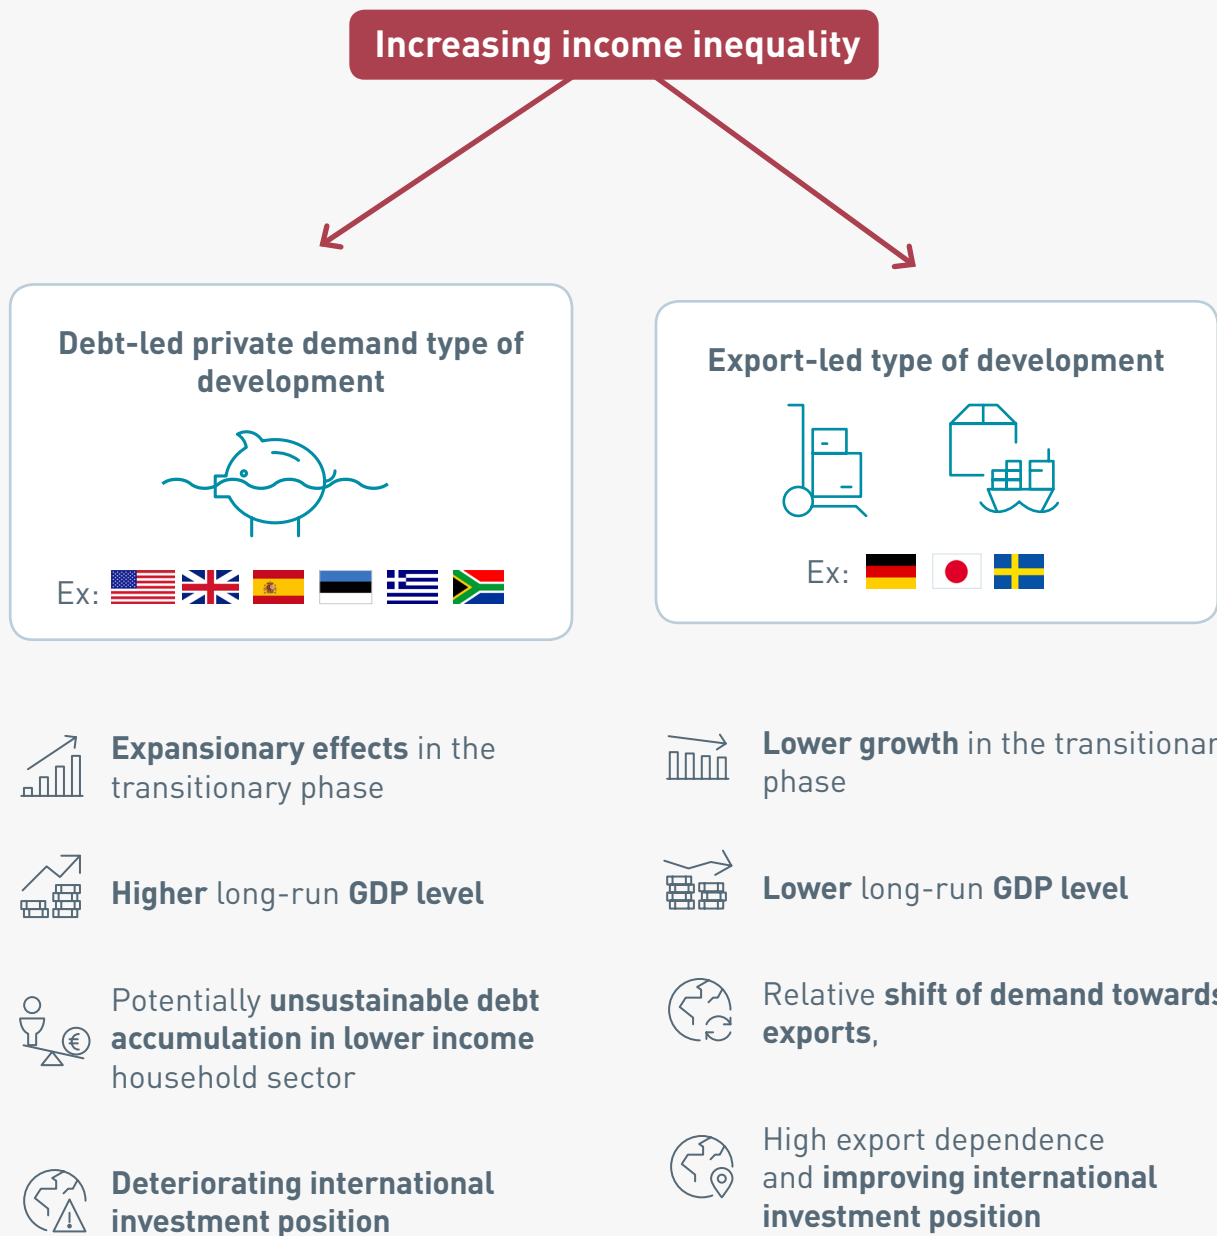 Increasing income inequality
Debt-led private demand type of
development
Ex:
Export-led type of development
Ex:
Expansionary effects in the
transitionary phase
Higher long-run GDP level
Potentially unsustainable debt
accumulation in lower income
household sector
Deteriorating international
investment position
Lower growth in the transitionar
phase
Lower long-run GDP level
Relative shift of demand towards
exports,
High export dependence
and improving international
investment position